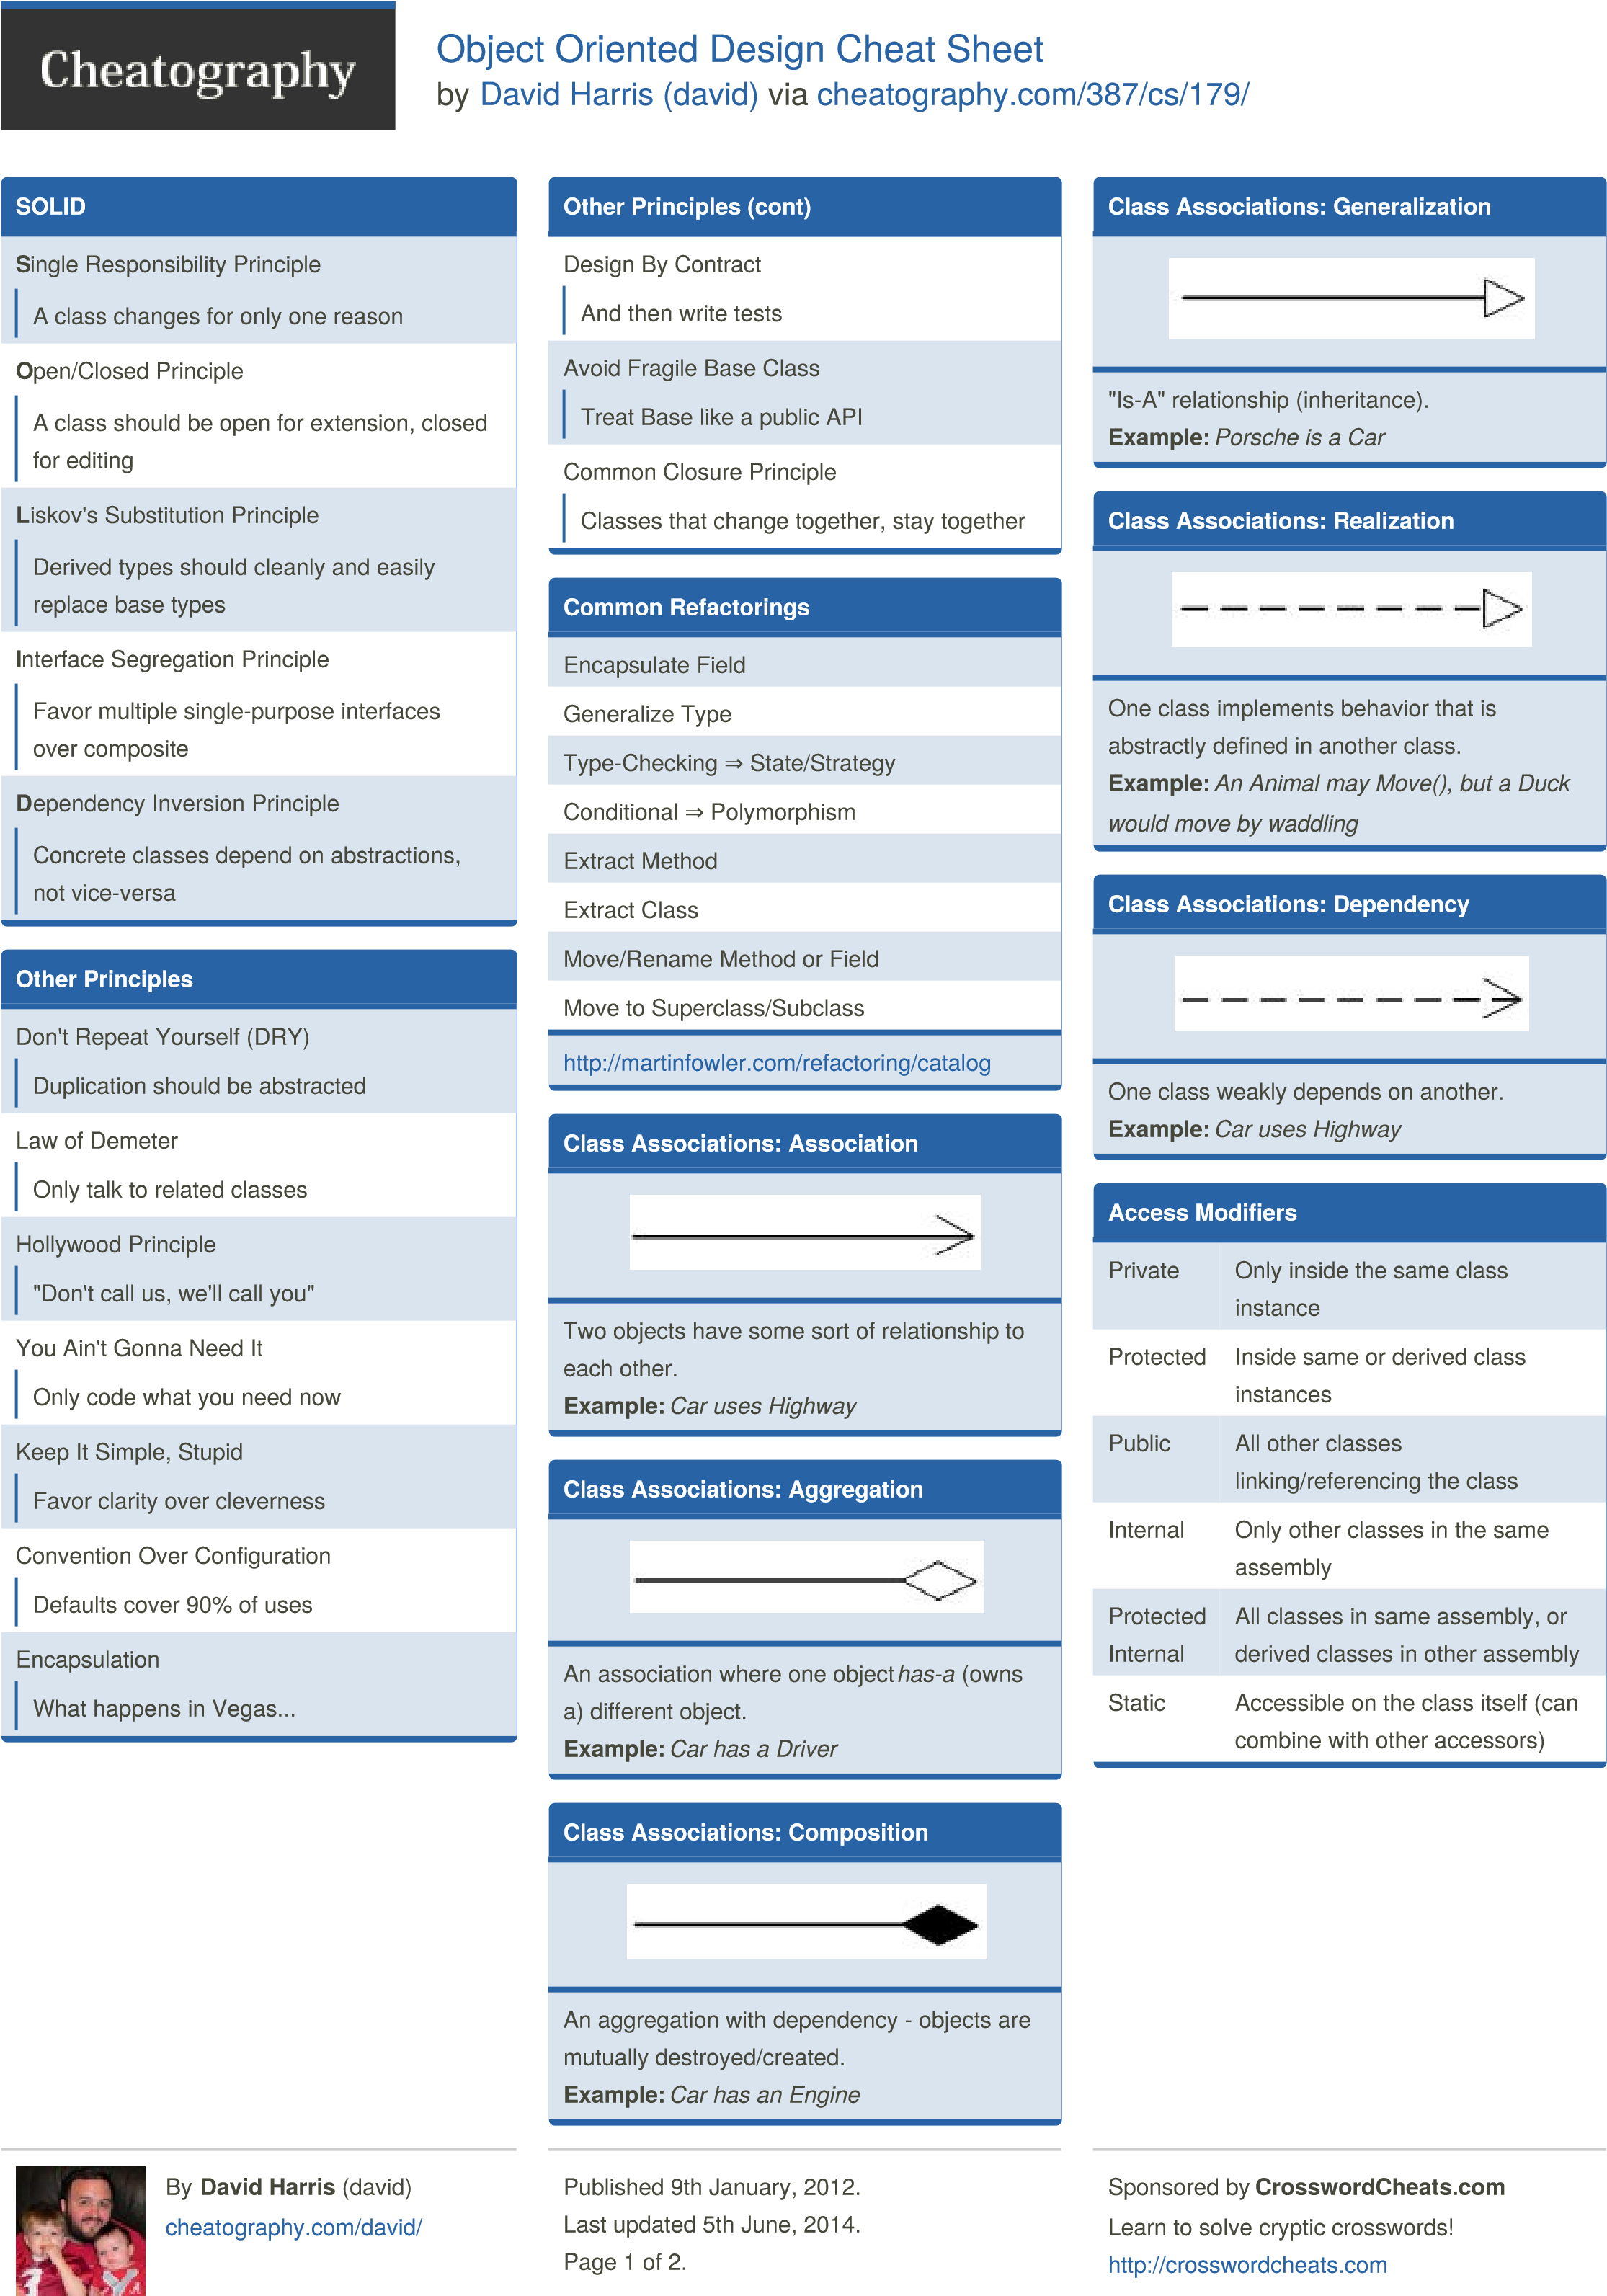 Cheatography
Object Oriented Design Cheat Sheet
by David Harris (david) via cheatography.com/387/cs/179/
SOLID
Single Responsibility Principle
A class changes for only one reason
Open/Closed Principle
A class should be open for extension, closed
for editing
Liskov's Substitution Principle
Derived types should cleanly and easily
replace base types
Interface Segregation Principle
Favor multiple single-purpose interfaces
over composite
Dependency Inversion Principle
Concrete classes depend on abstractions,
not vice-versa
Other Principles
Don't Repeat Yourself (DRY)
Duplication should be abstracted
Law of Demeter
Only talk to related classes
Hollywood Principle
"Don't call us, we'll call you"
You Ain't Gonna Need It
Only code what you need now
Keep It Simple, Stupid
Favor clarity over cleverness
Convention Over Configuration
Defaults cover 90% of uses
Encapsulation
What happens in Vegas...
Other Principles (cont)
Design By Contract
And then write tests
Avoid Fragile Base Class
Treat Base like a public API
Common Closure Principle
Classes that change together, stay together
Common Refactorings
Encapsulate Field
Generalize Type
Type-Checking ⇒ State/Strategy
Conditional ⇒ Polymorphism
Extract Method
Extract Class
Move/Rename Method or Field
Move to Superclass/Subclass
http://martinfowler.com/refactoring/catalog
Class Associations: Association
Two objects have some sort of relationship to
each other.
Example: Car uses Highway
Class Associations: Aggregation
An association where one object has-a (owns
a) different object.
Example: Car has a Driver
Class Associations: Composition
An aggregation with dependency - objects are
mutually destroyed/created.
Example: Car has an Engine
Class Associations: Generalization
"Is-A" relationship (inheritance).
Example: Porsche is a Car
Class Associations: Realization
One class implements behavior that is
abstractly defined in another class.
Example: An Animal may Move(), but a Duck
would move by waddling
Class Associations: Dependency
One class weakly depends on another.
Example: Car uses Highway
Access Modifiers
Private Only inside the same class
instance
Protected Inside same or derived class
instances
Public All other classes
linking/referencing the class
Internal Only other classes in the same
assembly
Protected All classes in same assembly, or
Internal derived classes in other assembly
Static Accessible on the class itself (can
combine with other accessors)
By David Harris (david)
cheatography.com/david/
Published 9th January, 2012.
Last updated 5th June, 2014.
Page 1 of 2.
Sponsored by CrosswordCheats.com
Learn to solve cryptic crosswords!
http://crosswordcheats.com